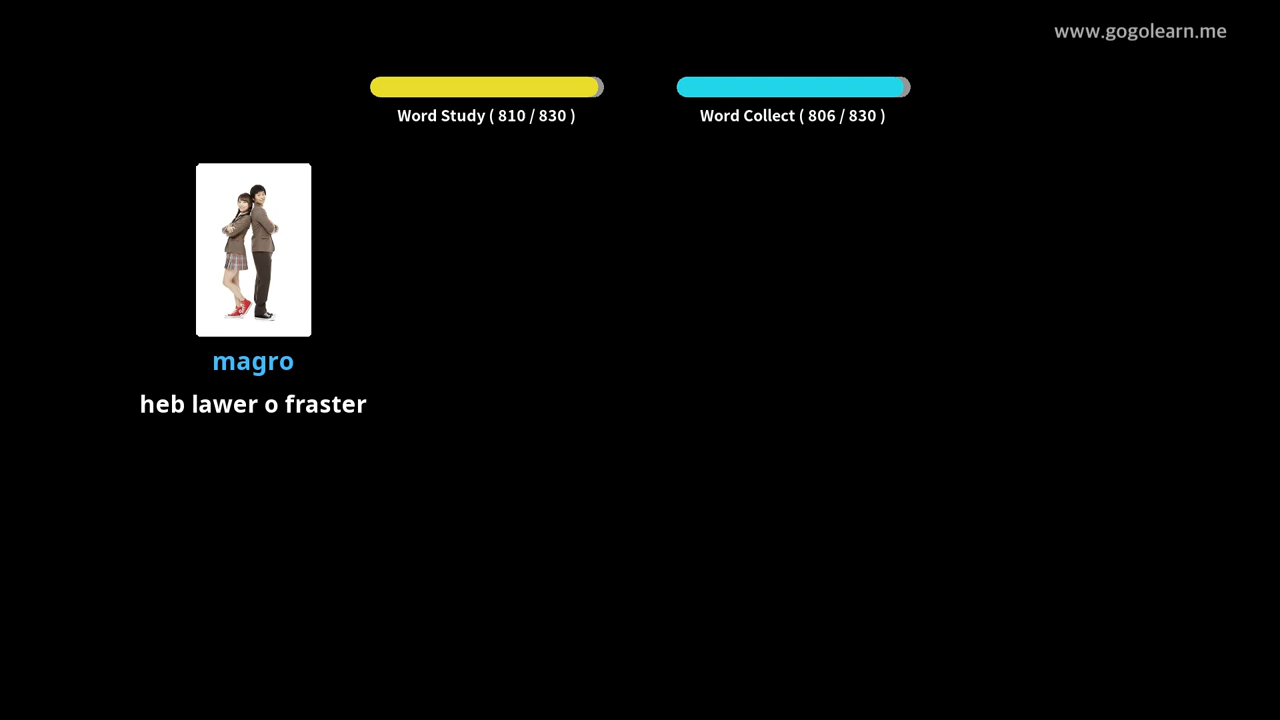 www.gogolearn.me
Word Study ( 810 / 830 )
Word Collect ( 806 / 830 )
magro
heb lawer o fraster